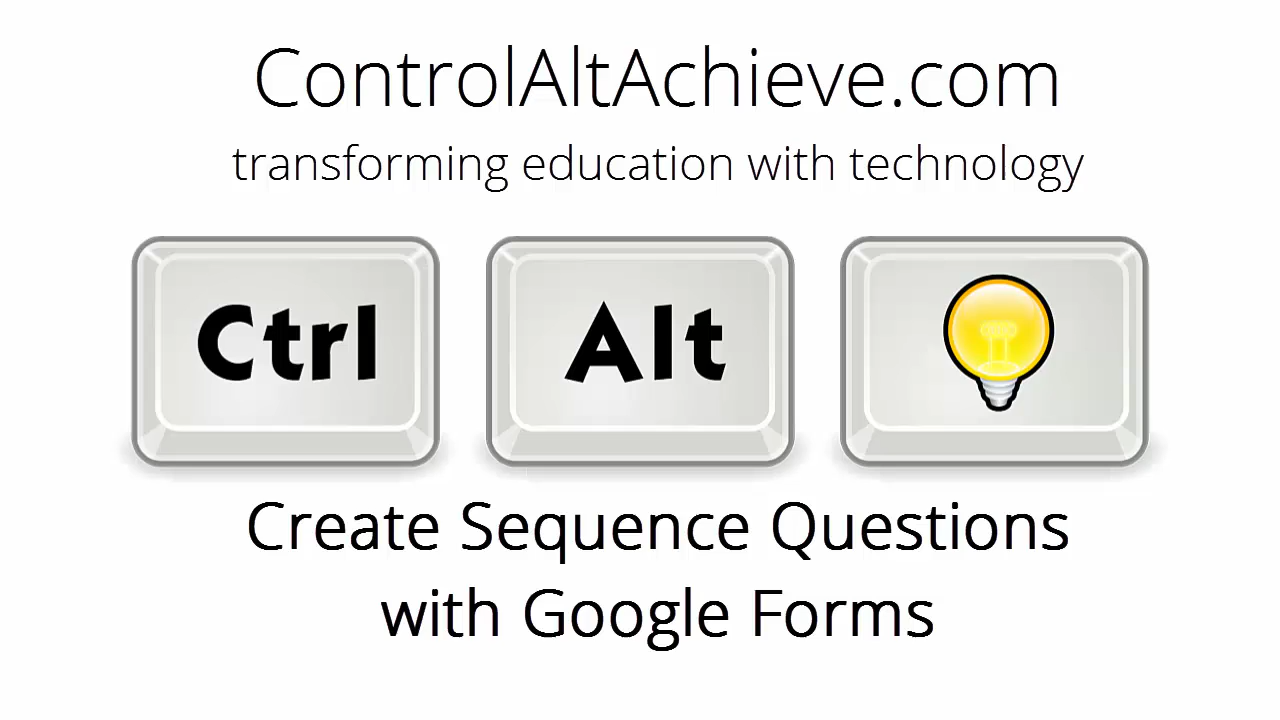 ControlAltAchieve.com
transforming education with technology
Ctrl Alt
Create Sequence Questions
with Google Forms